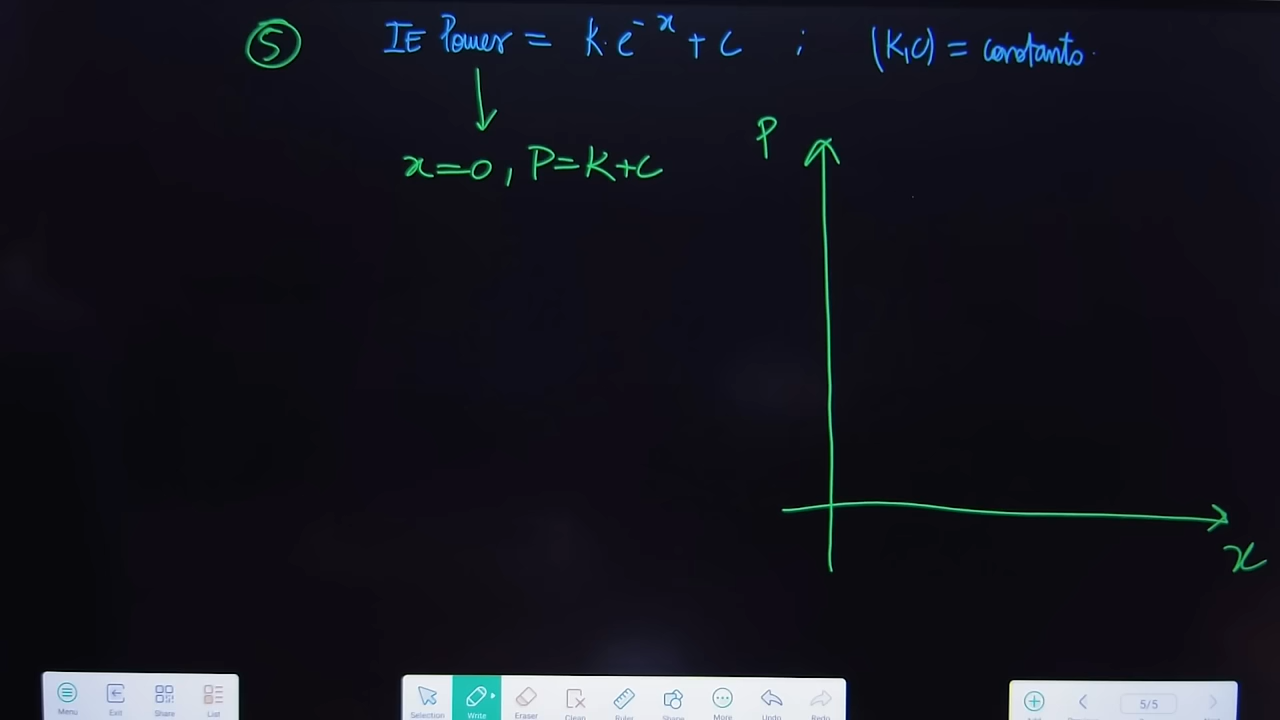 5 IE Power = k.e^-x + c ; (K,C) = constants.
x=0, P=K+C
P
x
Menu Exit Share List
Selection Write Eraser Clean Ruler Shape More Undo Redo
5/5